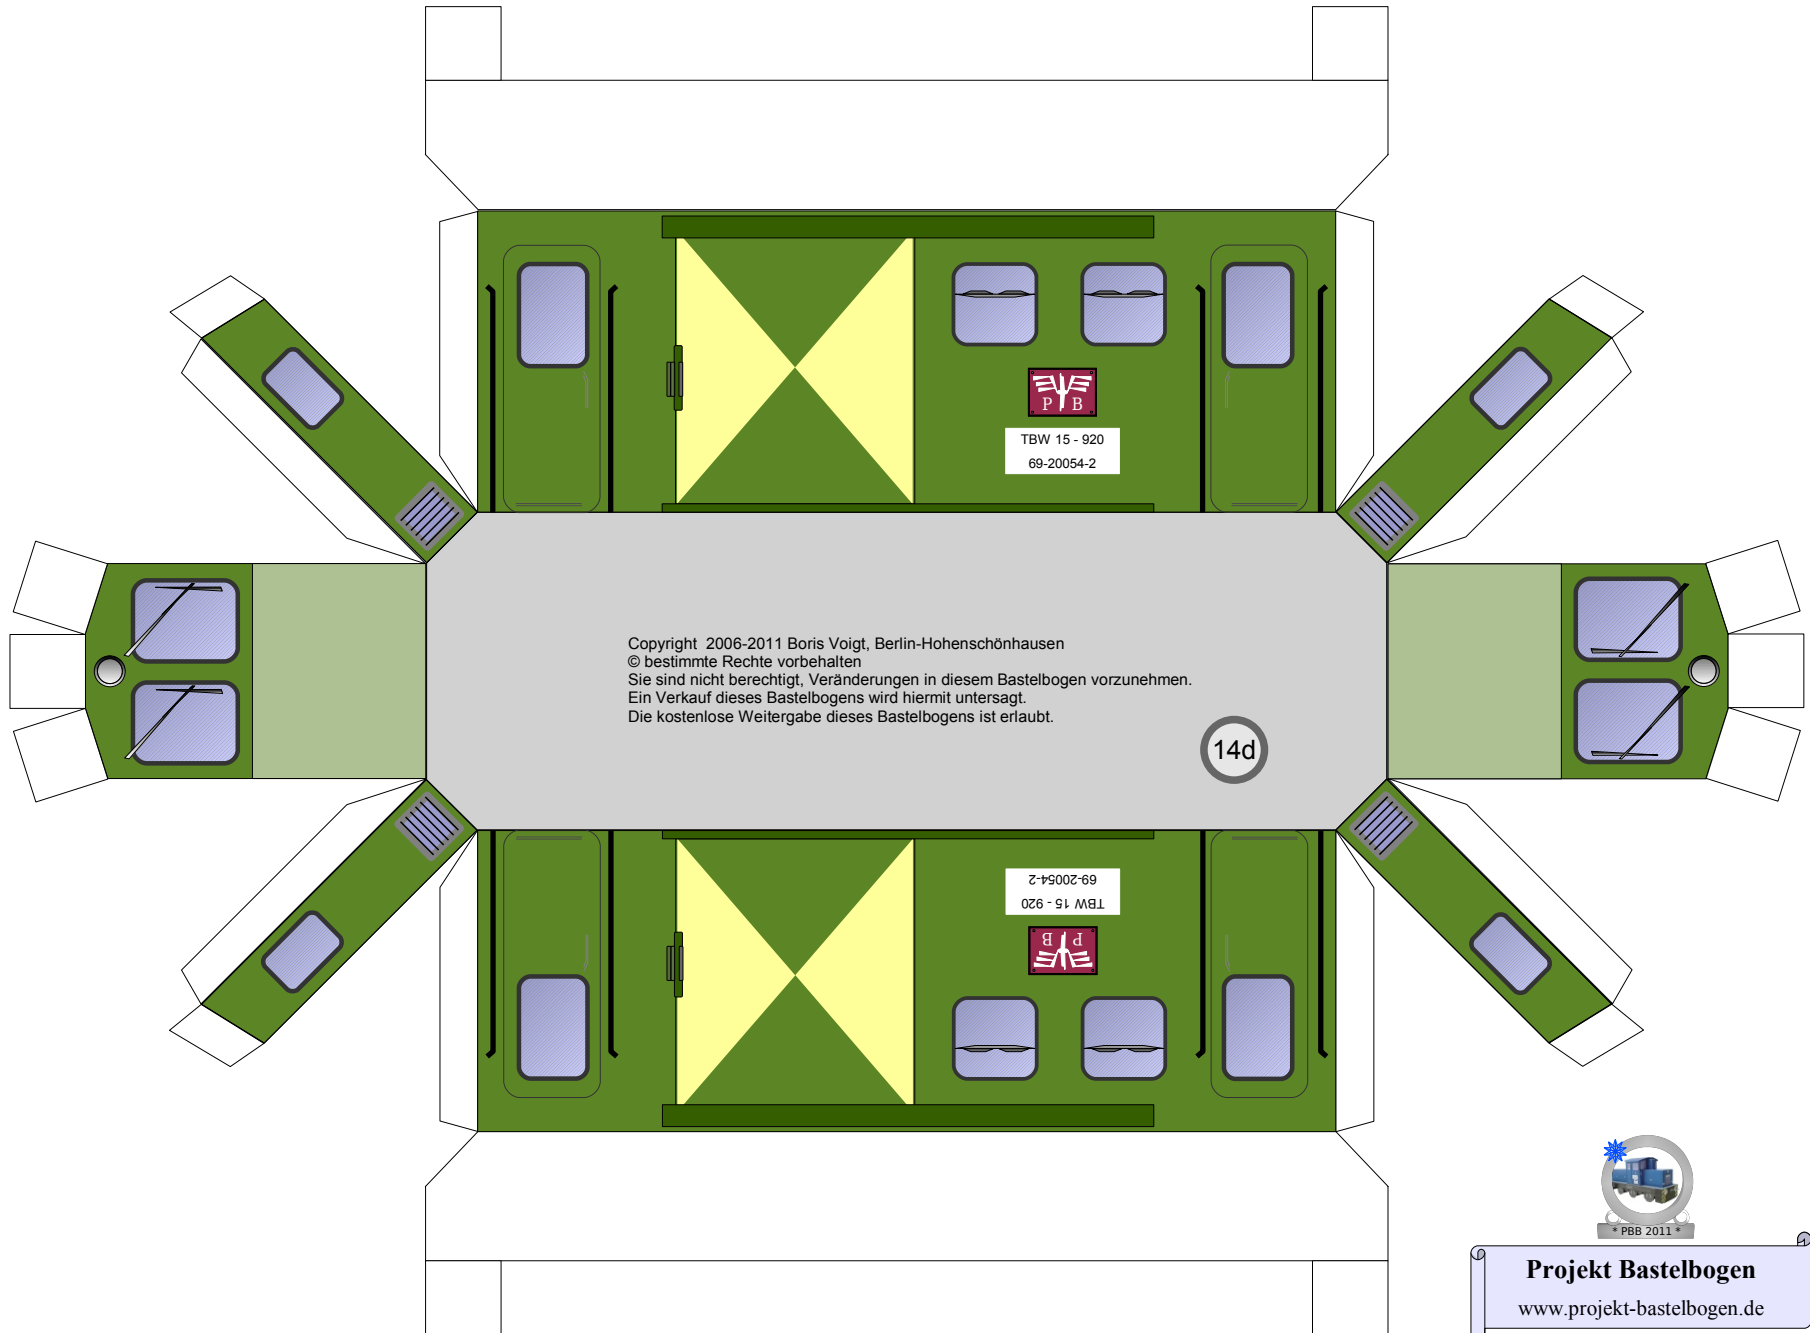 P B
TBW 15 - 920
69-20054-2
Copyright  2006-2011 Boris Voigt, Berlin-Hohenschönhausen
© bestimmte Rechte vorbehalten
Sie sind nicht berechtigt, Veränderungen in diesem Bastelbogen vorzunehmen.
Ein Verkauf dieses Bastelbogens wird hiermit untersagt.
Die kostenlose Weitergabe dieses Bastelbogens ist erlaubt.
14d
TBW 15 - 920
69-20054-2
P B
* PBB 2011 *
Projekt Bastelbogen
www.projekt-bastelbogen.de